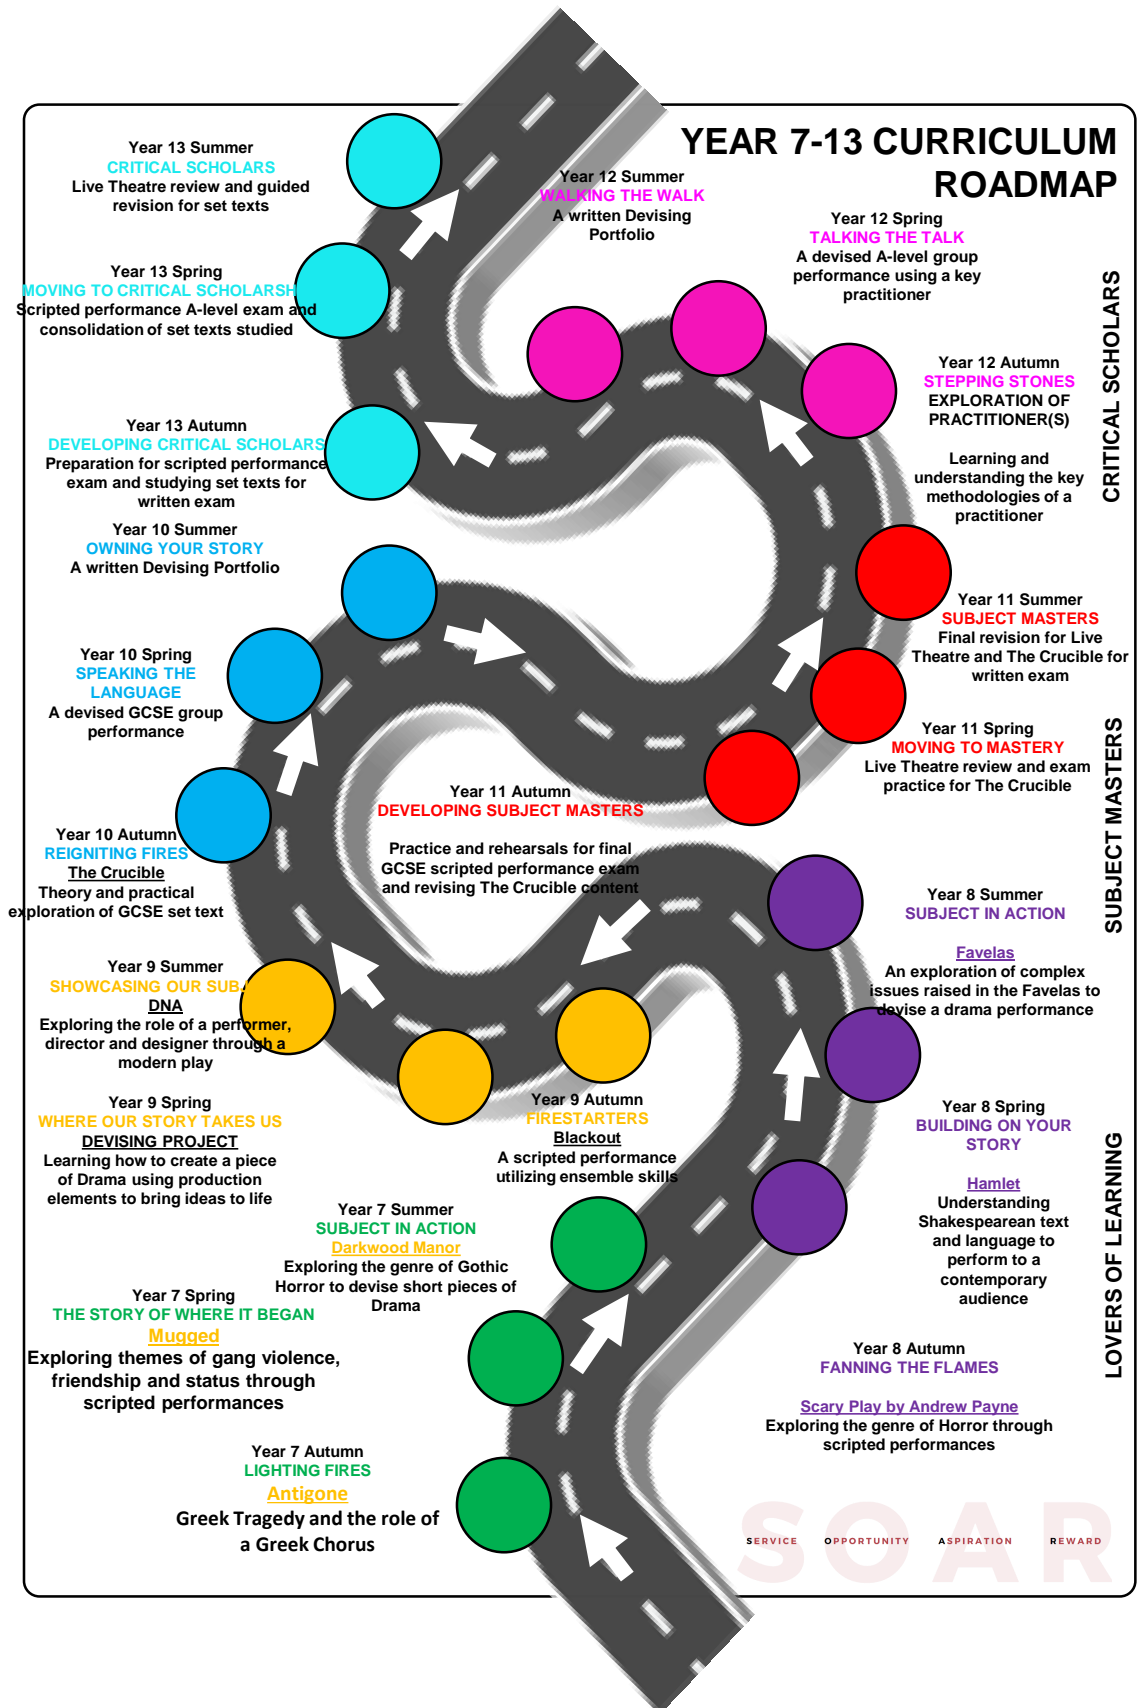 YEAR 7-13 CURRICULUM
ROADMAP
Year 13 Summer
CRITICAL SCHOLARS
Live Theatre review and guided
revision for set texts
Year 12 Summer
WALKING THE WALK
A written Devising
Portfolio
Year 12 Spring
TALKING THE TALK
A devised A-level group
performance using a key
practitioner
Year 13 Spring
MOVING TO CRITICAL SCHOLARSH
Scripted performance A-level exam and
consolidation of set texts studied
Year 12 Autumn
STEPPING STONES
EXPLORATION OF
PRACTITIONER(S)
Learning and
understanding the key
methodologies of a
practitioner
CRITICAL SCHOLARS
Year 13 Autumn
DEVELOPING CRITICAL SCHOLARS
Preparation for scripted performance
exam and studying set texts for
written exam
Year 10 Summer
OWNING YOUR STORY
A written Devising Portfolio
Year 11 Summer
SUBJECT MASTERS
Final revision for Live
Theatre and The Crucible for
written exam
Year 10 Spring
SPEAKING THE
LANGUAGE
A devised GCSE group
performance
Year 11 Spring
MOVING TO MASTERY
Live Theatre review and exam
practice for The Crucible
SUBJECT MASTERS
Year 11 Autumn
DEVELOPING SUBJECT MASTERS
Practice and rehearsals for final
GCSE scripted performance exam
and revising The Crucible content
Year 10 Autumn
REIGNITING FIRES
The Crucible
Theory and practical
exploration of GCSE set text
Year 8 Summer
SUBJECT IN ACTION
Favelas
An exploration of complex
issues raised in the Favelas to
devise a drama performance
Year 9 Summer
SHOWCASING OUR SUBJ
DNA
Exploring the role of a performer,
director and designer through a
modern play
Year 9 Spring
WHERE OUR STORY TAKES US
DEVISING PROJECT
Learning how to create a piece
of Drama using production
elements to bring ideas to life
Year 9 Autumn
FIRESTARTERS
Blackout
A scripted performance
utilizing ensemble skills
Year 8 Spring
BUILDING ON YOUR
STORY
Hamlet
Understanding
Shakespearean text
and language to
perform to a
contemporary
audience
LOVERS OF LEARNING
Year 7 Summer
SUBJECT IN ACTION
Darkwood Manor
Exploring the genre of Gothic
Horror to devise short pieces of
Drama
Year 7 Spring
THE STORY OF WHERE IT BEGAN
Mugged
Exploring themes of gang violence,
friendship and status through
scripted performances
Year 8 Autumn
FANNING THE FLAMES
Scary Play by Andrew Payne
Exploring the genre of Horror through
scripted performances
Year 7 Autumn
LIGHTING FIRES
Antigone
Greek Tragedy and the role of
a Greek Chorus
SOAR
SERVICE OPPORTUNITY ASPIRATION REWARD